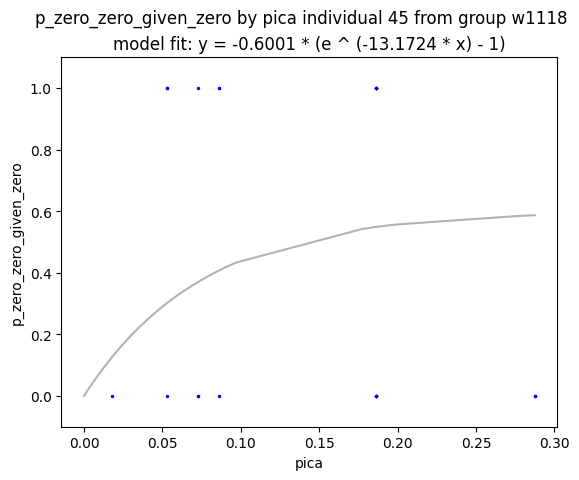 p_zero_zero_given_zero by pica individual 45 from group w1118
model fit: y = -0.6001 * (e ^ (-13.1724 * x) - 1)
p_zero_zero_given_zero
1.0
0.8
0.6
0.4
0.2
0.0
0.00 0.05 0.10 0.15 0.20 0.25 0.30
pica